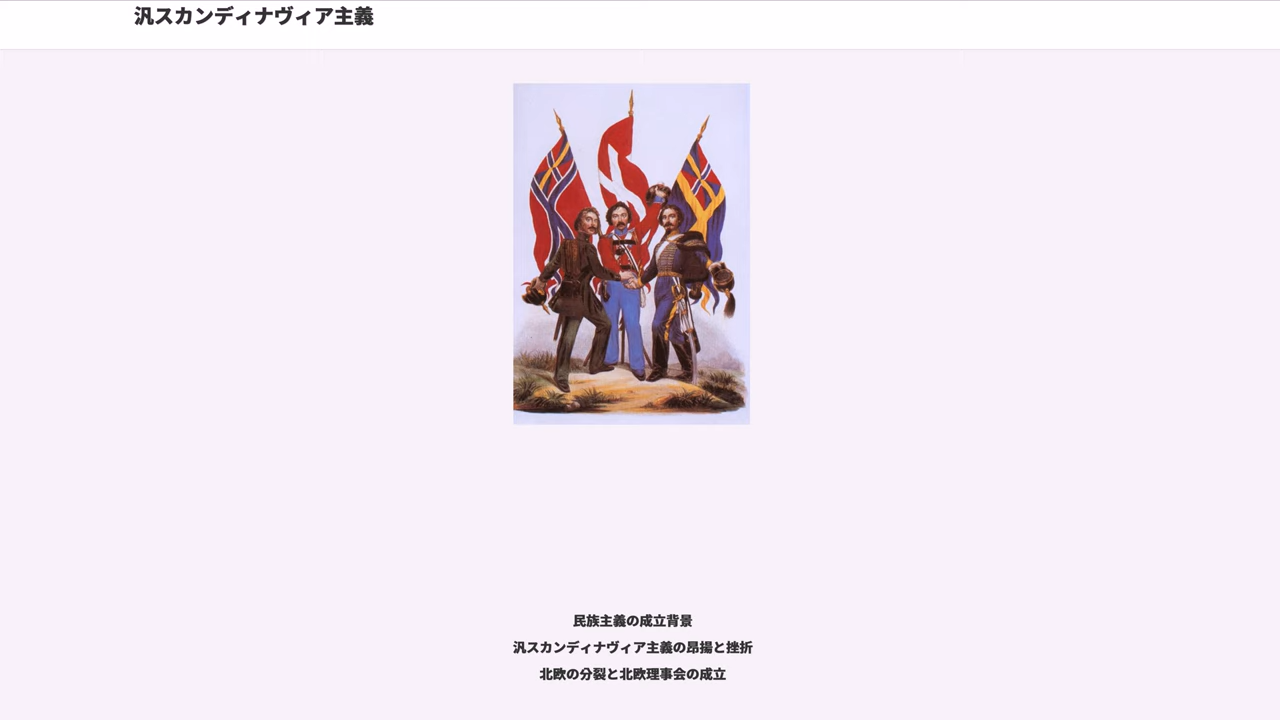 汎スカンディナヴィア主義
民族主義の成立背景
汎スカンディナヴィア主義の昂揚と挫折
北欧の分裂と北欧理事会の成立